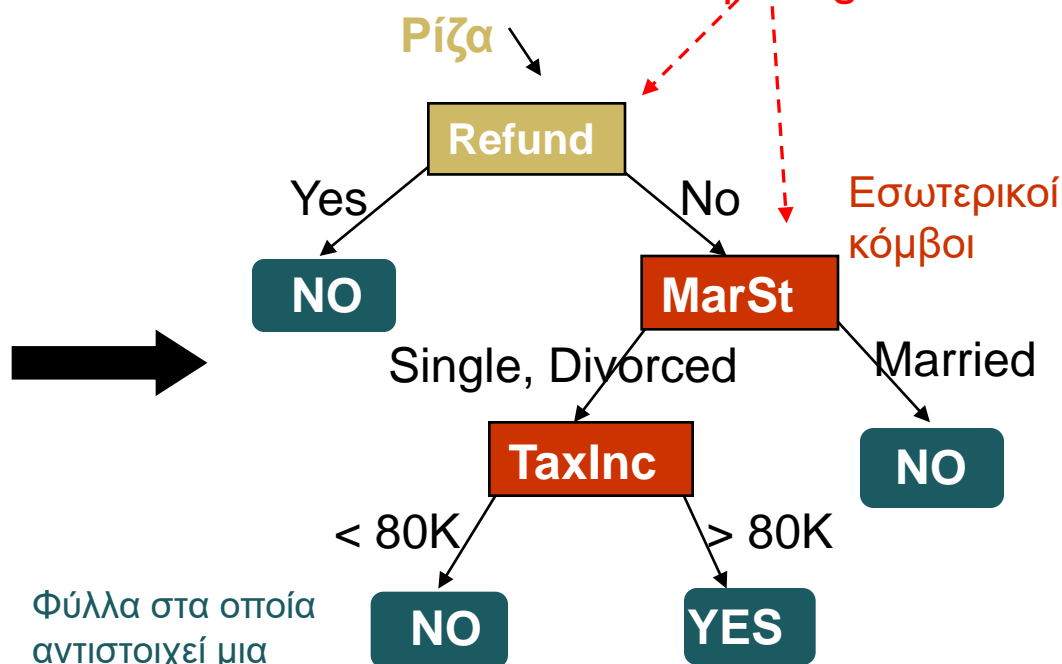 Ρίζα
Refund
Yes
No
Εσωτερικοί
κόμβοι
NO
MarSt
Single, Divorced
Married
TaxInc
NO
< 80K
> 80K
Φύλλα στα οποία
αντιστοιχεί μια
NO
YES